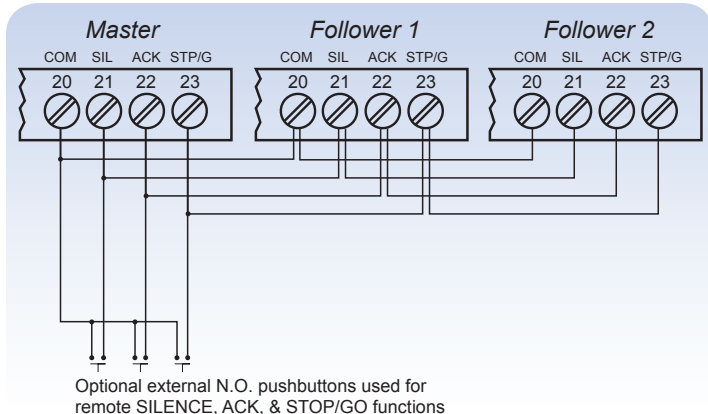 Master Follower 1 Follower 2
COM SIL ACK STP/G COM SIL ACK STP/G COM SIL ACK STP/G
20 21 22 23 20 21 22 23 20 21 22 23
Optional external N.O. pushbuttons used for
remote SILENCE, ACK, & STOP/GO functions